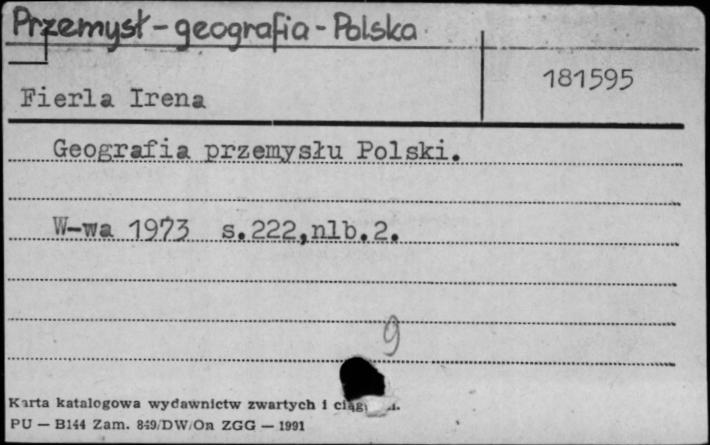 Przemysł - geografia - Polska
181595
Fierla Irena
Geografia przemysłu Polski.
W-wa 1973 s.222,nlb.2.
9
Karta katalogowa wydawnictw zwartych i
PU — B144 Zam. 849/DW/On ZGG — 1991